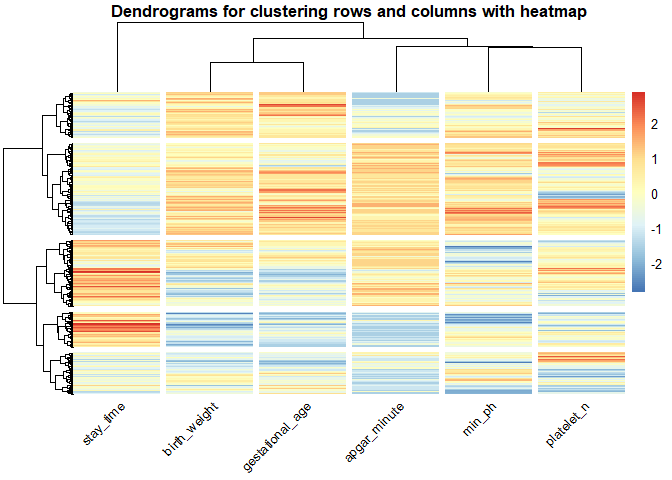 Dendrograms for clustering rows and columns with heatmap
2
1
0
-1
-2
stay_time
birth_weight
gestational_age
apgar_minute
min_ph
platelet_n